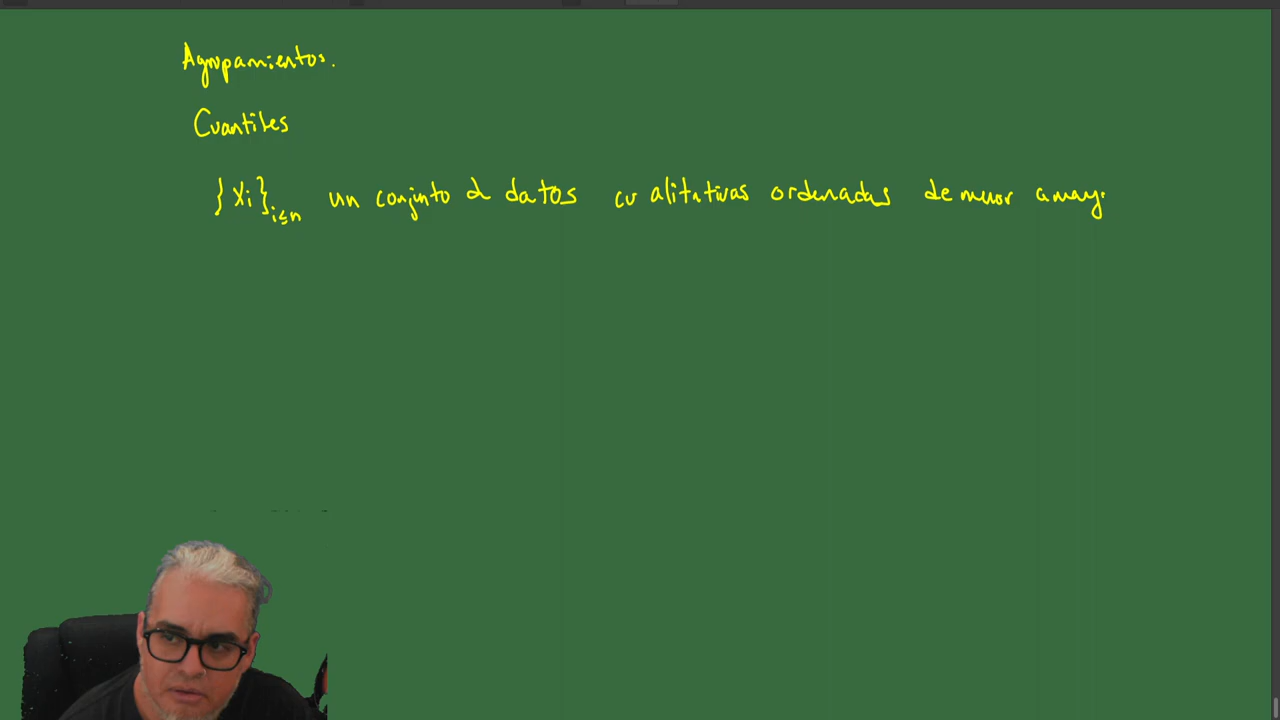 Agrupamientos.
Cuantiles
}Xi}i≤n un conjunto d datos cualitativas ordenadas de menor a may.